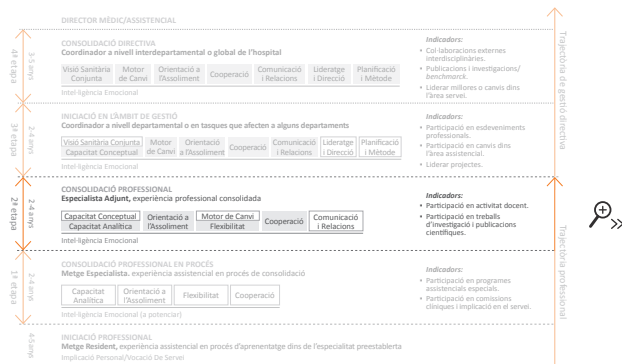 DIRECTOR MÈDIC/ASSISTENCIAL
4ª etapa
3-5 anys
CONSOLIDACIÓ DIRECTIVA
Coordinador a nivell interdepartamental o global de l'hospital
Visió Sanitària Conjunta
Motor de Canvi
Orientació a l'Assoliment
Cooperació
Comunicació i Relacions
Lideratge i Direcció
Planificació i Mètode
Intel·ligència Emocional
Indicadors:
• Col·laboracions externes
interdisciplinàries.
• Publicacions i investigacions/
benchmark.
• Liderar millores o canvis dins
l'àrea servei.
Trajectòria de gestió directiva
3ª etapa
2-4 anys
INICIACIÓ EN L'ÀMBIT DE GESTIÓ
Coordinador a nivell departamental o en tasques que afecten a alguns departaments
Visió Sanitària Conjunta
Capacitat Conceptual
Motor de Canvi
Orientació a l'Assoliment
Cooperació
Comunicació i Relacions
Lideratge i Direcció
Planificació i Mètode
Intel·ligència Emocional
Indicadors:
• Participació en esdeveniments
professionals.
• Participació en canvis dins
l'àrea assistencial.
• Liderar projectes.
2ª etapa
2-4 anys
CONSOLIDACIÓ PROFESSIONAL
Especialista Adjunt, experiència professional consolidada
Capacitat Conceptual
Capacitat Analítica
Orientació a l'Assoliment
Motor de Canvi
Flexibilitat
Cooperació
Comunicació i Relacions
Intel·ligència Emocional
Indicadors:
• Participació en activitat docent.
• Participació en treballs
d'investigació i publicacions
científiques.
Trajectòria professional
1ª etapa
2-4 anys
CONSOLIDACIÓ PROFESSIONAL EN PROCÉS
Metge Especialista. experiència assistencial en procés de consolidació
Capacitat Analítica
Orientació a l'Assoliment
Flexibilitat
Cooperació
Intel·ligència Emocional (a potenciar)
Indicadors:
• Participació en programes
assistencials especials.
• Participació en comissions
clíniques i implicació en el servei.
4-5 anys
INICIACIÓ PROFESSIONAL
Metge Resident, experiència assistencial en procés d'aprenentatge dins de l'especialitat preestablerta
Implicació Personal/Vocació De Servei